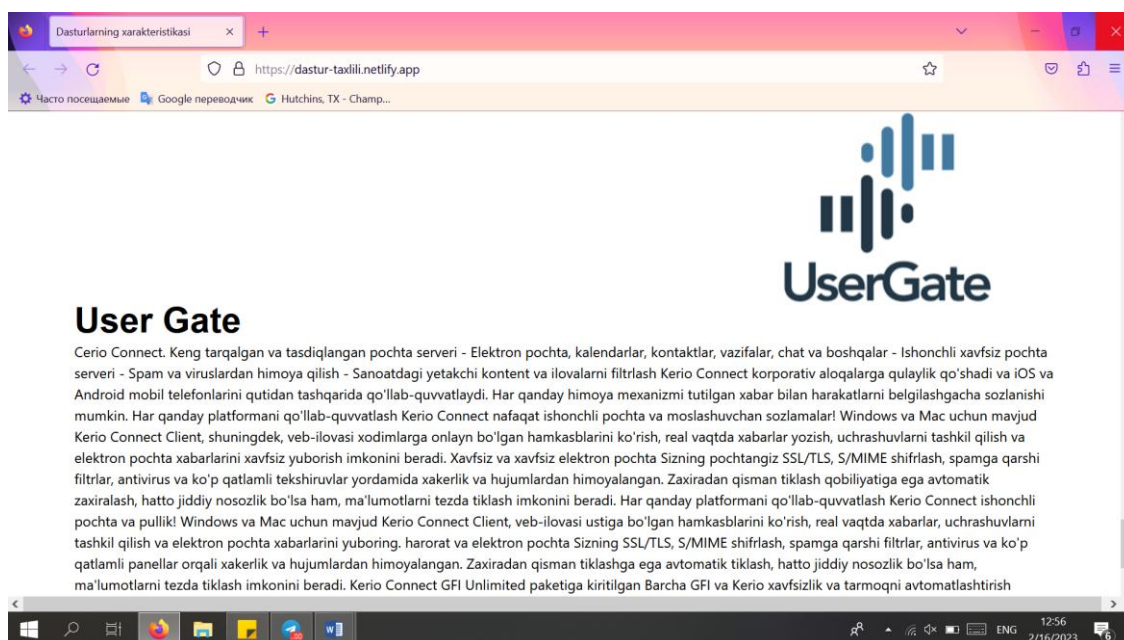 Dasturlarning xarakteristikasi
https://dastur-taxlili.netlify.app
Часто посещаемые Google переводчик Hutchins, TX - Champ...
UserGate
User Gate
Cerio Connect. Keng tarqalgan va tasdiqlangan pochta serveri - Elektron pochta, kalendarlar, kontaktlar, vazifalar, chat va boshqalar - Ishonchli xavfsiz pochta
serveri - Spam va viruslardan himoya qilish - Sanoatdagi yetakchi kontent va ilovalarni filtrlash Kerio Connect korporativ aloqalarga qulaylik qo'shadi va iOS va
Android mobil telefonlarini qutidan tashqarida qo'llab-quvvatlaydi. Har qanday himoya mexanizmi tutilgan xabar bilan harakatlarni belgilashgacha sozlanishi
mumkin. Har qanday platformani qo'llab-quvvatlash Kerio Connect nafaqat ishonchli pochta va moslashuvchan sozlamalar! Windows va Mac uchun mavjud
Kerio Connect Client, shuningdek, veb-ilovasi xodimlarga onlayn bo'lgan hamkasblarini ko'rish, real vaqtda xabarlar yozish, uchrashuvlarni tashkil qilish va
elektron pochta xabarlarini xavfsiz yuborish imkonini beradi. Xavfsiz va xavfsiz elektron pochta Sizning pochtangiz SSL/TLS, S/MIME shifrlash, spamga qarshi
filtrlar, antivirus va ko'p qatlamli tekshiruvlar yordamida xakerlik va hujumlardan himoyalangan. Zaxiradan qisman tiklash qobiliyatiga ega avtomatik
zaxiralash, hatto jiddiy nosozlik bo'lsa ham, ma'lumotlarni tezda tiklash imkonini beradi. Har qanday platformani qo'llab-quvvatlash Kerio Connect ishonchli
pochta va pullik! Windows va Mac uchun mavjud Kerio Connect Client, veb-ilovasi ustiga bo'lgan hamkasblarini ko'rish, real vaqtda xabarlar, uchrashuvlarni
tashkil qilish va elektron pochta xabarlarini yuboring. harorat va elektron pochta Sizning SSL/TLS, S/MIME shifrlash, spamga qarshi filtrlar, antivirus va ko'p
qatlamli panellar orqali xakerlik va hujumlardan himoyalangan. Zaxiradan qisman tiklashga ega avtomatik tiklash, hatto jiddiy nosozlik bo'lsa ham,
ma'lumotlarni tezda tiklash imkonini beradi. Kerio Connect GFI Unlimited paketiga kiritilgan Barcha GFI va Kerio xavfsizlik va tarmoqni avtomatlashtirish
ENG
12:56
2/16/2023